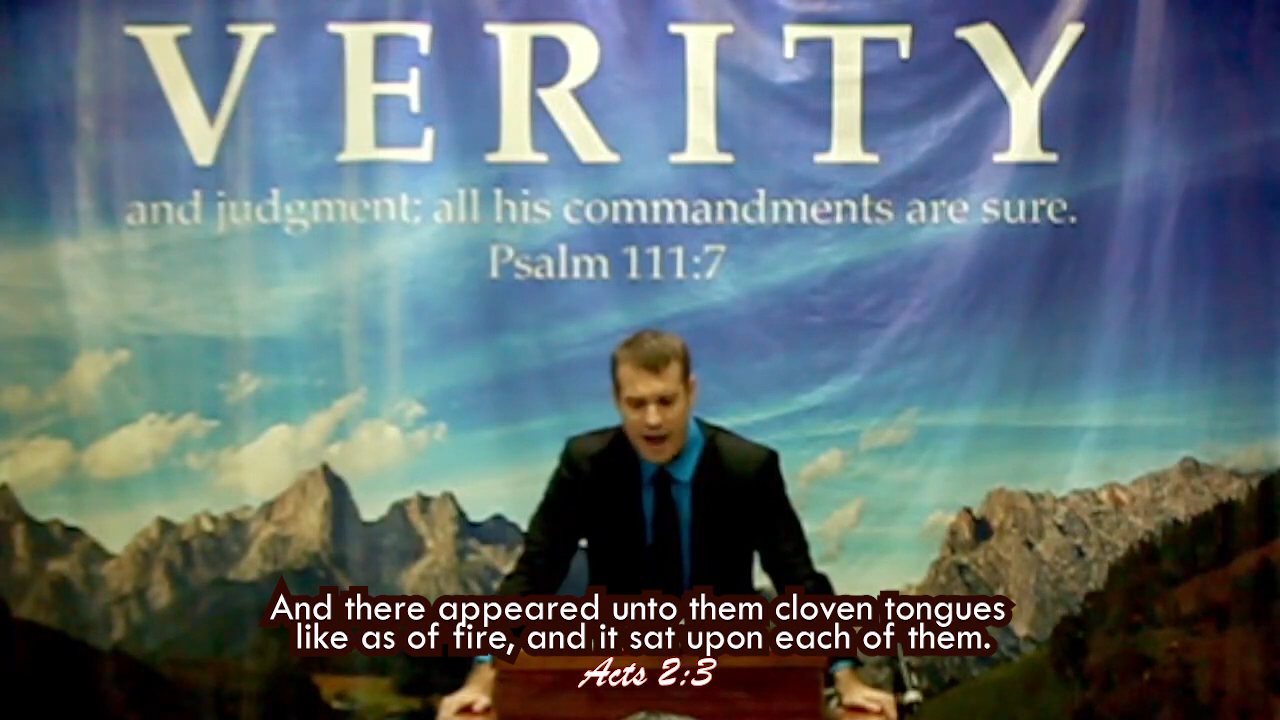 VERITY
and judgment; all his commandments are sure.
Psalm 111:7
And there appeared unto them cloven tongues
like as of fire, and it sat upon each of them.
Acts 2:3